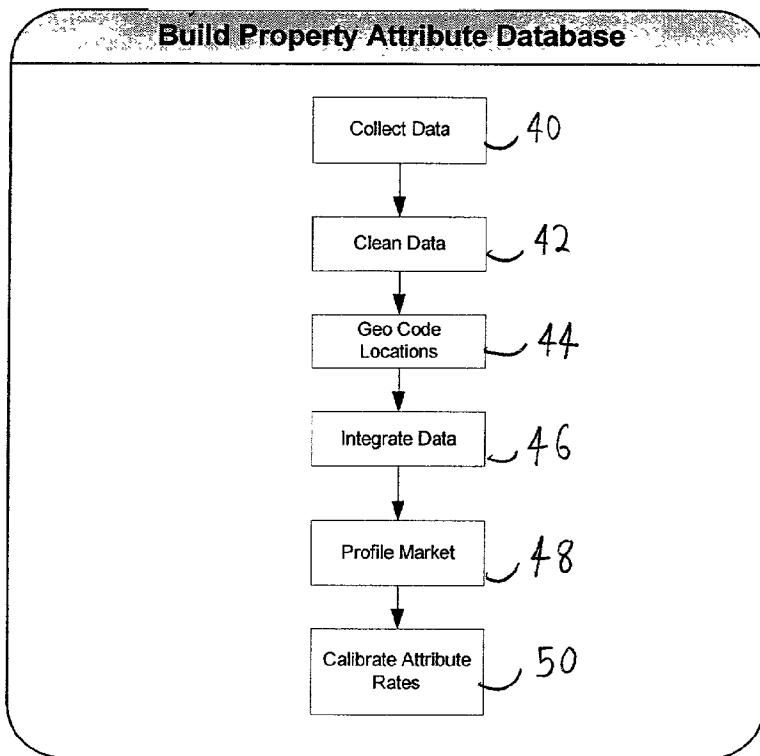 Build Property Attribute Database
Collect Data 40
Clean Data 42
Geo Code
Locations 44
Integrate Data 46
Profile Market 48
Calibrate Attribute
Rates 50